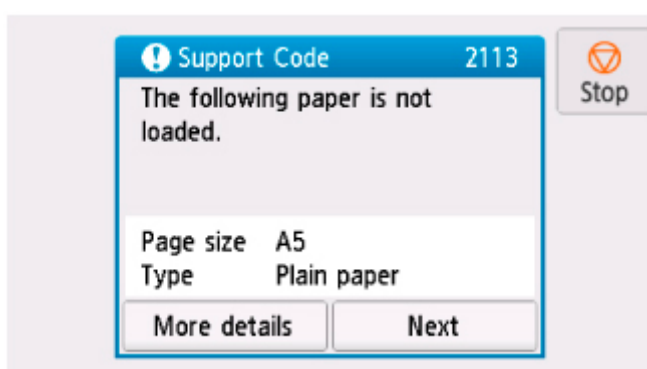 Support Code 2113
Stop
The following paper is not
loaded.
Page size A5
Type Plain paper
More details Next